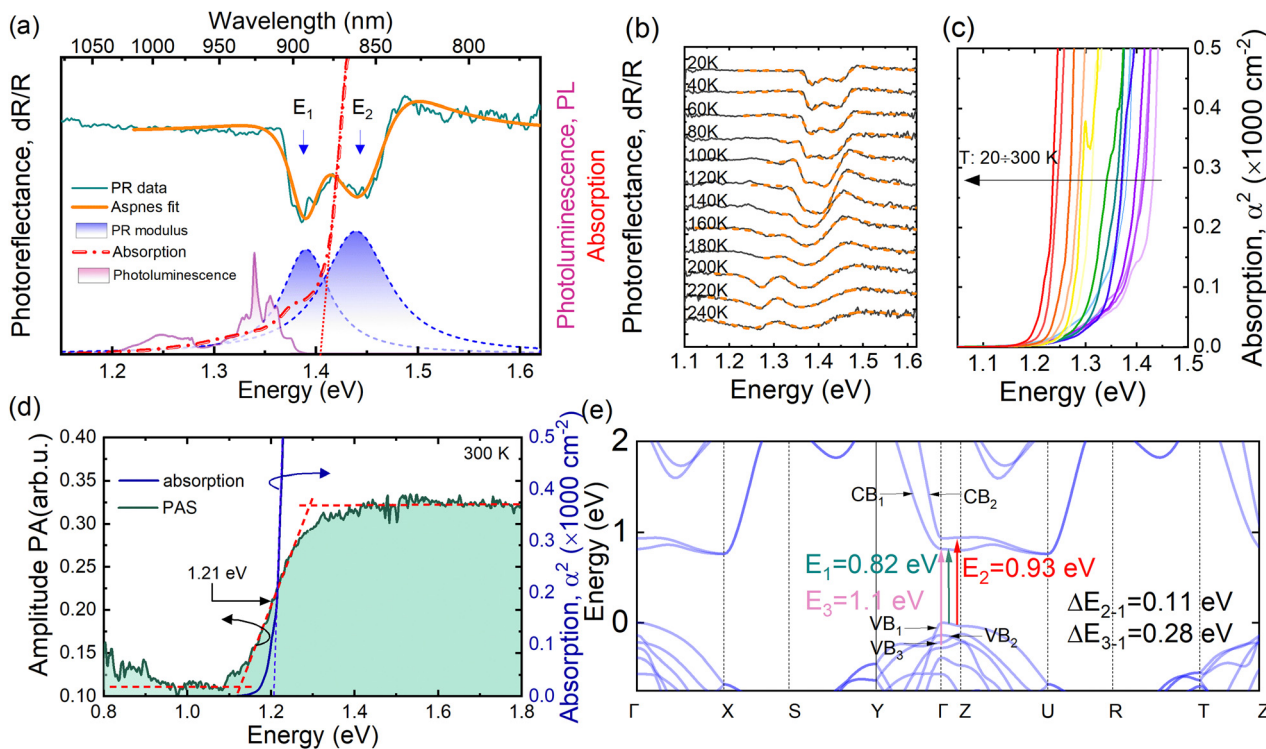 (a)
Wavelength (nm)
1050 1000 950 900 850 800
Photoreflectance, dR/R
E1
E2
PR data
Aspnes fit
PR modulus
Absorption
Photoluminescence
1.2 1.3 1.4 1.5 1.6
Energy (eV)
Photoluminescence, PL
Absorption
(b)
Photoreflectance, dR/R
20K
40K
60K
80K
100K
120K
140K
160K
180K
200K
220K
240K
1.1 1.2 1.3 1.4 1.5 1.6
Energy (eV)
(c)
T: 20÷300 K
0.5
0.4
0.3
0.2
0.1
0.0
Absorption, α² (×1000 cm⁻²)
1.1 1.2 1.3 1.4 1.5
Energy (eV)
(d)
Amplitude PA(arb.u.)
0.40
0.35
0.30
0.25
0.20
0.15
0.10
absorption
PAS
300 K
1.21 eV
0.5
0.4
0.3
0.2
0.1
0.0
Absorption, α² (×1000 cm⁻²)
0.8 1.0 1.2 1.4 1.6 1.8
Energy (eV)
(e)
Energy (eV)
2
1
0
CB₁
CB₂
E₁=0.82 eV
E₂=0.93 eV
E₃=1.1 eV
ΔE₂₋₁=0.11 eV
ΔE₃₋₁=0.28 eV
VB₁
VB₂
VB₃
Γ X S Y Γ Z U R T Z